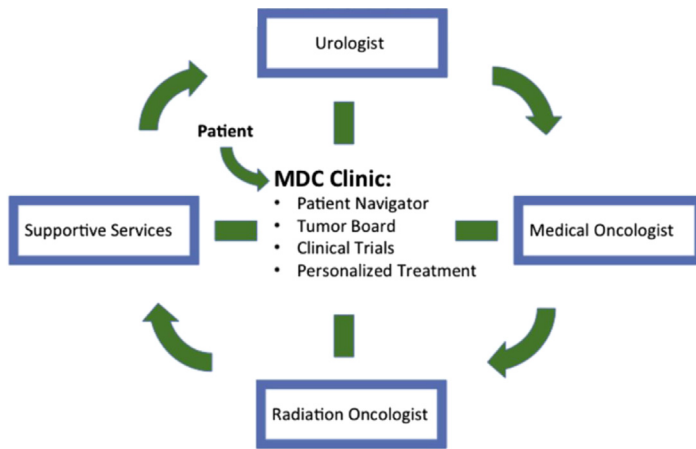 Urologist
Patient
MDC Clinic:
• Patient Navigator
• Tumor Board
• Clinical Trials
• Personalized Treatment
Supportive Services
Medical Oncologist
Radiation Oncologist